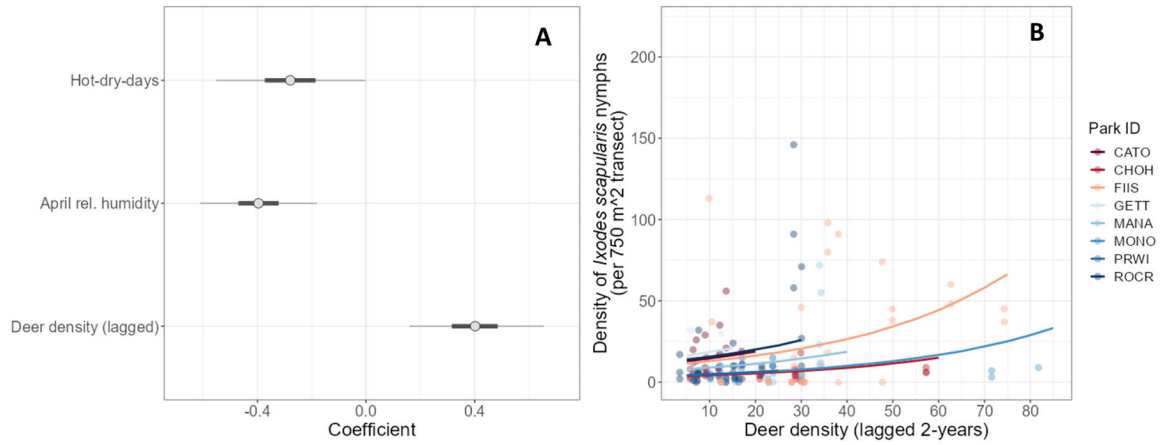 A
Hot-dry-days
April rel. humidity
Deer density (lagged)
-0.4 0.0 0.4
Coefficient
B
Density of Ixodes scapularis nymphs
(per 750 m^2 transect)
200
150
100
50
0
10 20 30 40 50 60 70 80
Deer density (lagged 2-years)
Park ID
CATO
CHOH
FIIS
GETT
MANA
MONO
PRWI
ROCR